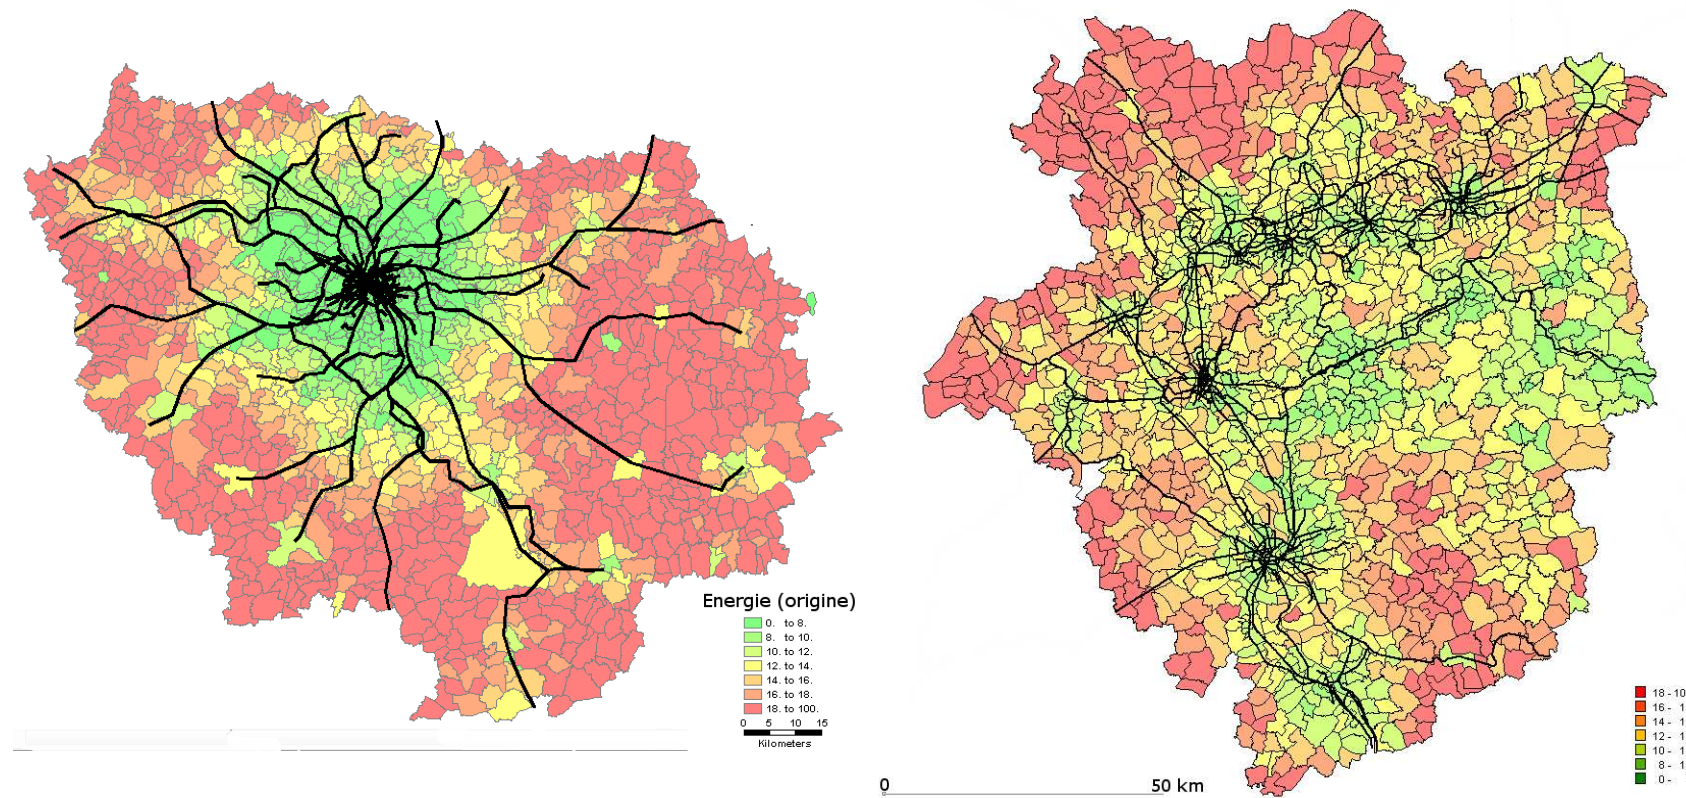 Energie (origine)
0. to 8.
8. to 10.
10. to 12.
12. to 14.
14. to 16.
16. to 18.
18. to 100.
0 5 10 15
Kilometers
0 50 km
18 - 10
16 - 1
14 - 1
12 - 1
10 - 1
8 - 1
0 -